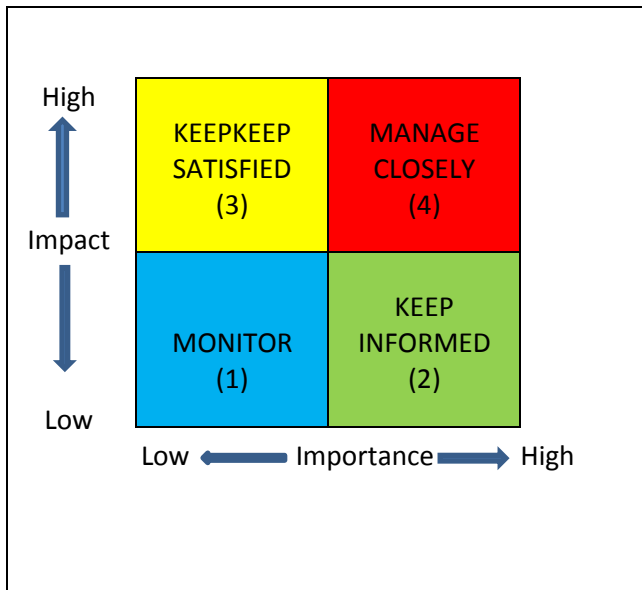 High
KEEPKEEP
SATISFIED
(3)
MANAGE
CLOSELY
(4)
Impact
MONITOR
(1)
KEEP
INFORMED
(2)
Low
Low
Importance
High